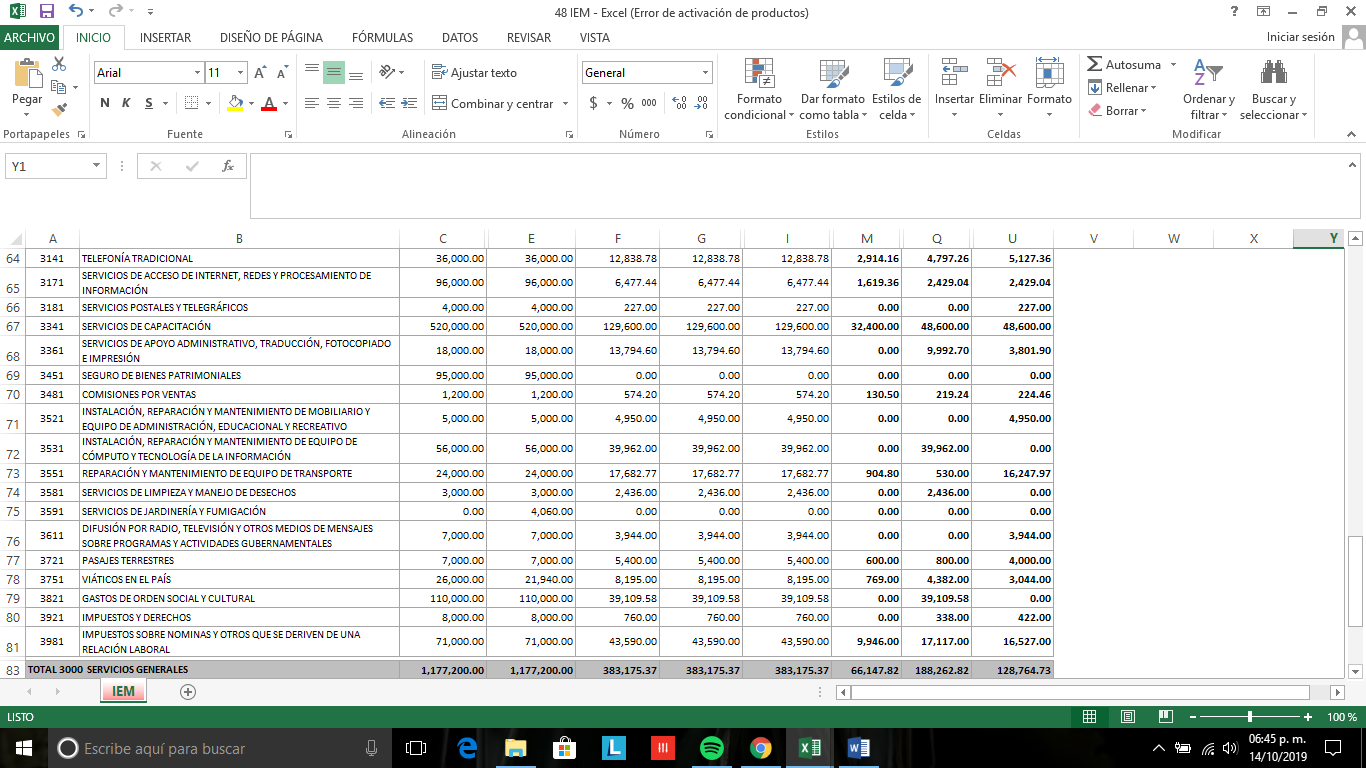 48 IEM - Excel (Error de activación de productos)
ARCHIVO INICIO INSERTAR DISEÑO DE PÁGINA FÓRMULAS DATOS REVISAR VISTA Iniciar sesión
Pegar Arial 11 Ajustar texto General Autosuma
N K S Combinar y centrar $ % 000 Formato Dar formato Estilos de Insertar Eliminar Formato Rellenar Ordenar y Buscar y
condicional como tabla celda Borrar filtrar seleccionar
Portapapeles Fuente Alineación Número Estilos Celdas Modificar
Y1 fx
A B C E F G I M Q U V W X Y
64 3141 TELEFONÍA TRADICIONAL 36,000.00 36,000.00 12,838.78 12,838.78 12,838.78 2,914.16 4,797.26 5,127.36
SERVICIOS DE ACCESO DE INTERNET, REDES Y PROCESAMIENTO DE
65 3171 INFORMACIÓN 96,000.00 96,000.00 6,477.44 6,477.44 6,477.44 1,619.36 2,429.04 2,429.04
66 3181 SERVICIOS POSTALES Y TELEGRÁFICOS 4,000.00 4,000.00 227.00 227.00 227.00 0.00 0.00 227.00
67 3341 SERVICIOS DE CAPACITACIÓN 520,000.00 520,000.00 129,600.00 129,600.00 129,600.00 32,400.00 48,600.00 48,600.00
SERVICIOS DE APOYO ADMINISTRATIVO, TRADUCCIÓN, FOTOCOPIADO
68 3361 E IMPRESIÓN 18,000.00 18,000.00 13,794.60 13,794.60 13,794.60 0.00 9,992.70 3,801.90
69 3451 SEGURO DE BIENES PATRIMONIALES 95,000.00 95,000.00 0.00 0.00 0.00 0.00 0.00 0.00
70 3481 COMISIONES POR VENTAS 1,200.00 1,200.00 574.20 574.20 574.20 130.50 219.24 224.46
INSTALACIÓN, REPARACIÓN Y MANTENIMIENTO DE MOBILIARIO Y
71 3521 EQUIPO DE ADMINISTRACIÓN, EDUCACIONAL Y RECREATIVO 5,000.00 5,000.00 4,950.00 4,950.00 4,950.00 0.00 0.00 4,950.00
INSTALACIÓN, REPARACIÓN Y MANTENIMIENTO DE EQUIPO DE
72 3531 CÓMPUTO Y TECNOLOGÍA DE LA INFORMACIÓN 56,000.00 56,000.00 39,962.00 39,962.00 39,962.00 0.00 39,962.00 0.00
73 3551 REPARACIÓN Y MANTENIMIENTO DE EQUIPO DE TRANSPORTE 24,000.00 24,000.00 17,682.77 17,682.77 17,682.77 904.80 530.00 16,247.97
74 3581 SERVICIOS DE LIMPIEZA Y MANEJO DE DESECHOS 3,000.00 3,000.00 2,436.00 2,436.00 2,436.00 0.00 2,436.00 0.00
75 3591 SERVICIOS DE JARDINERÍA Y FUMIGACIÓN 0.00 4,060.00 0.00 0.00 0.00 0.00 0.00 0.00
DIFUSIÓN POR RADIO, TELEVISIÓN Y OTROS MEDIOS DE MENSAJES
76 3611 SOBRE PROGRAMAS Y ACTIVIDADES GUBERNAMENTALES 7,000.00 7,000.00 3,944.00 3,944.00 3,944.00 0.00 0.00 3,944.00
77 3721 PASAJES TERRESTRES 7,000.00 7,000.00 5,400.00 5,400.00 5,400.00 600.00 800.00 4,000.00
78 3751 VIÁTICOS EN EL PAÍS 26,000.00 21,940.00 8,195.00 8,195.00 8,195.00 769.00 4,382.00 3,044.00
79 3821 GASTOS DE ORDEN SOCIAL Y CULTURAL 110,000.00 110,000.00 39,109.58 39,109.58 39,109.58 0.00 39,109.58 0.00
80 3921 IMPUESTOS Y DERECHOS 8,000.00 8,000.00 760.00 760.00 760.00 0.00 338.00 422.00
IMPUESTOS SOBRE NOMINAS Y OTROS QUE SE DERIVEN DE UNA
81 3981 RELACIÓN LABORAL 71,000.00 71,000.00 43,590.00 43,590.00 43,590.00 9,946.00 17,117.00 16,527.00
83 TOTAL 3000 SERVICIOS GENERALES 1,177,200.00 1,177,200.00 383,175.37 383,175.37 383,175.37 66,147.82 188,262.82 128,764.73
IEM
LISTO 100 %
Escribe aquí para buscar 06:45 p. m.
14/10/2019